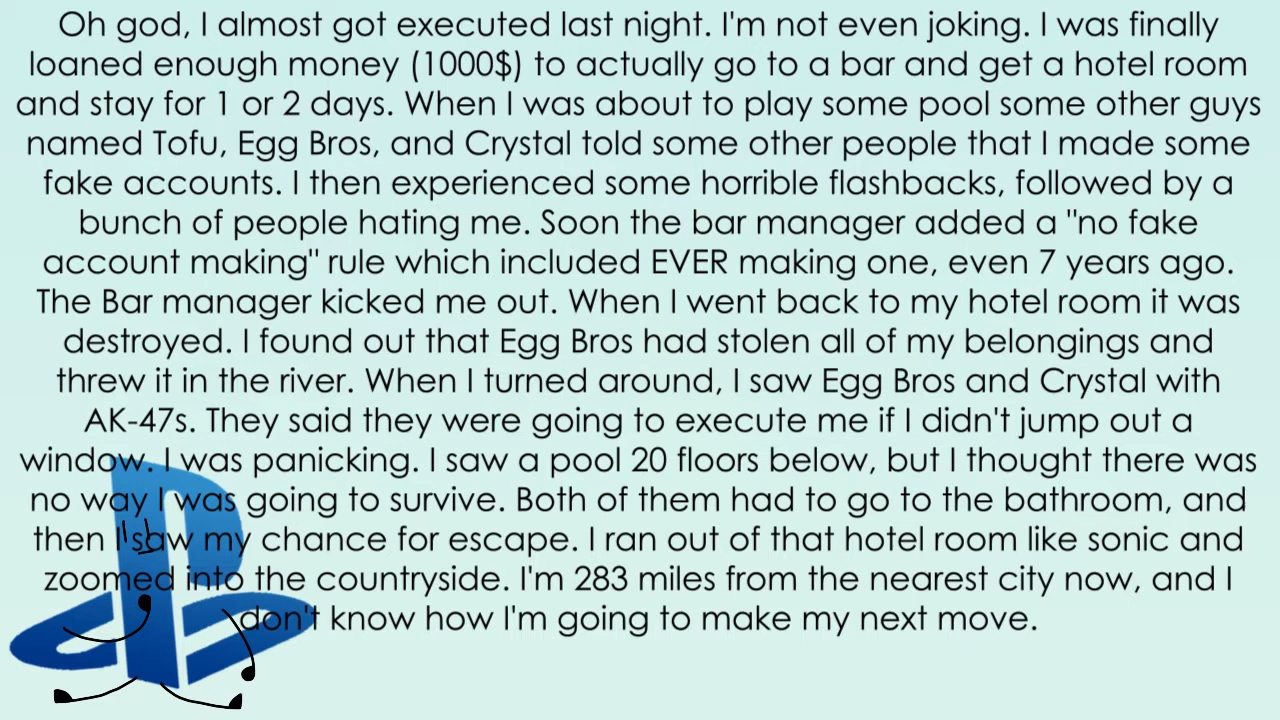 Oh god, I almost got executed last night. I'm not even joking. I was finally
loaned enough money (1000$) to actually go to a bar and get a hotel room
and stay for 1 or 2 days. When I was about to play some pool some other guys
named Tofu, Egg Bros, and Crystal told some other people that I made some
fake accounts. I then experienced some horrible flashbacks, followed by a
bunch of people hating me. Soon the bar manager added a "no fake
account making" rule which included EVER making one, even 7 years ago.
The Bar manager kicked me out. When I went back to my hotel room it was
destroyed. I found out that Egg Bros had stolen all of my belongings and
threw it in the river. When I turned around, I saw Egg Bros and Crystal with
AK-47s. They said they were going to execute me if I didn't jump out a
window. I was panicking. I saw a pool 20 floors below, but I thought there was
no way I was going to survive. Both of them had to go to the bathroom, and
then I saw my chance for escape. I ran out of that hotel room like sonic and
zoomed into the countryside. I'm 283 miles from the nearest city now, and I
don't know how I'm going to make my next move.